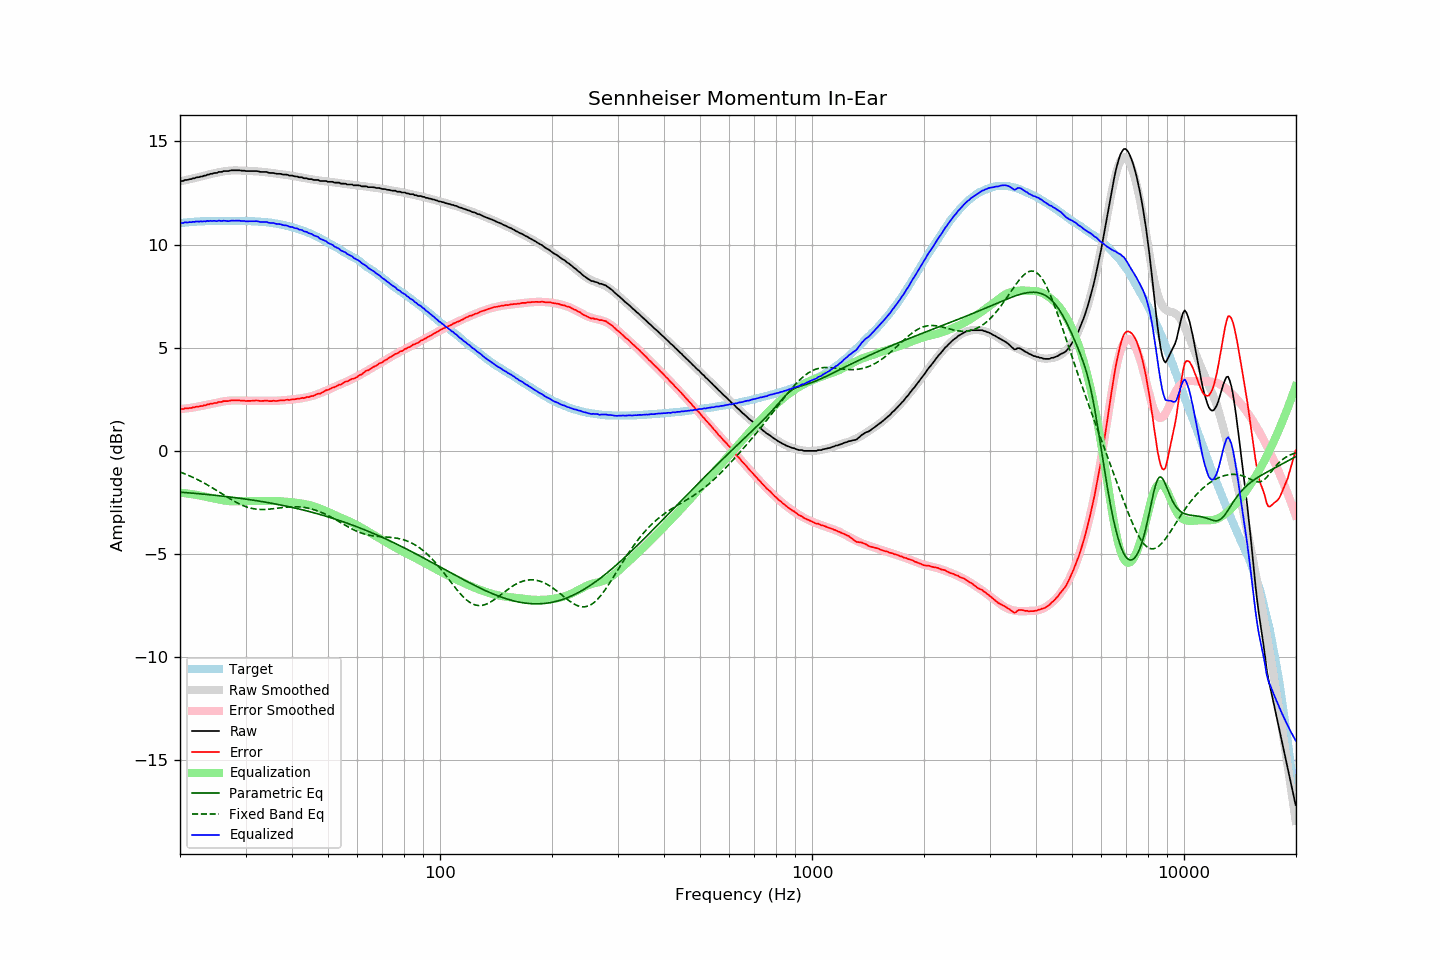 Sennheiser Momentum In-Ear
15
10
5
0
−5
−10
−15
Amplitude (dBr)
Target
Raw Smoothed
Error Smoothed
Raw
Error
Equalization
Parametric Eq
Fixed Band Eq
Equalized
100
1000
10000
Frequency (Hz)